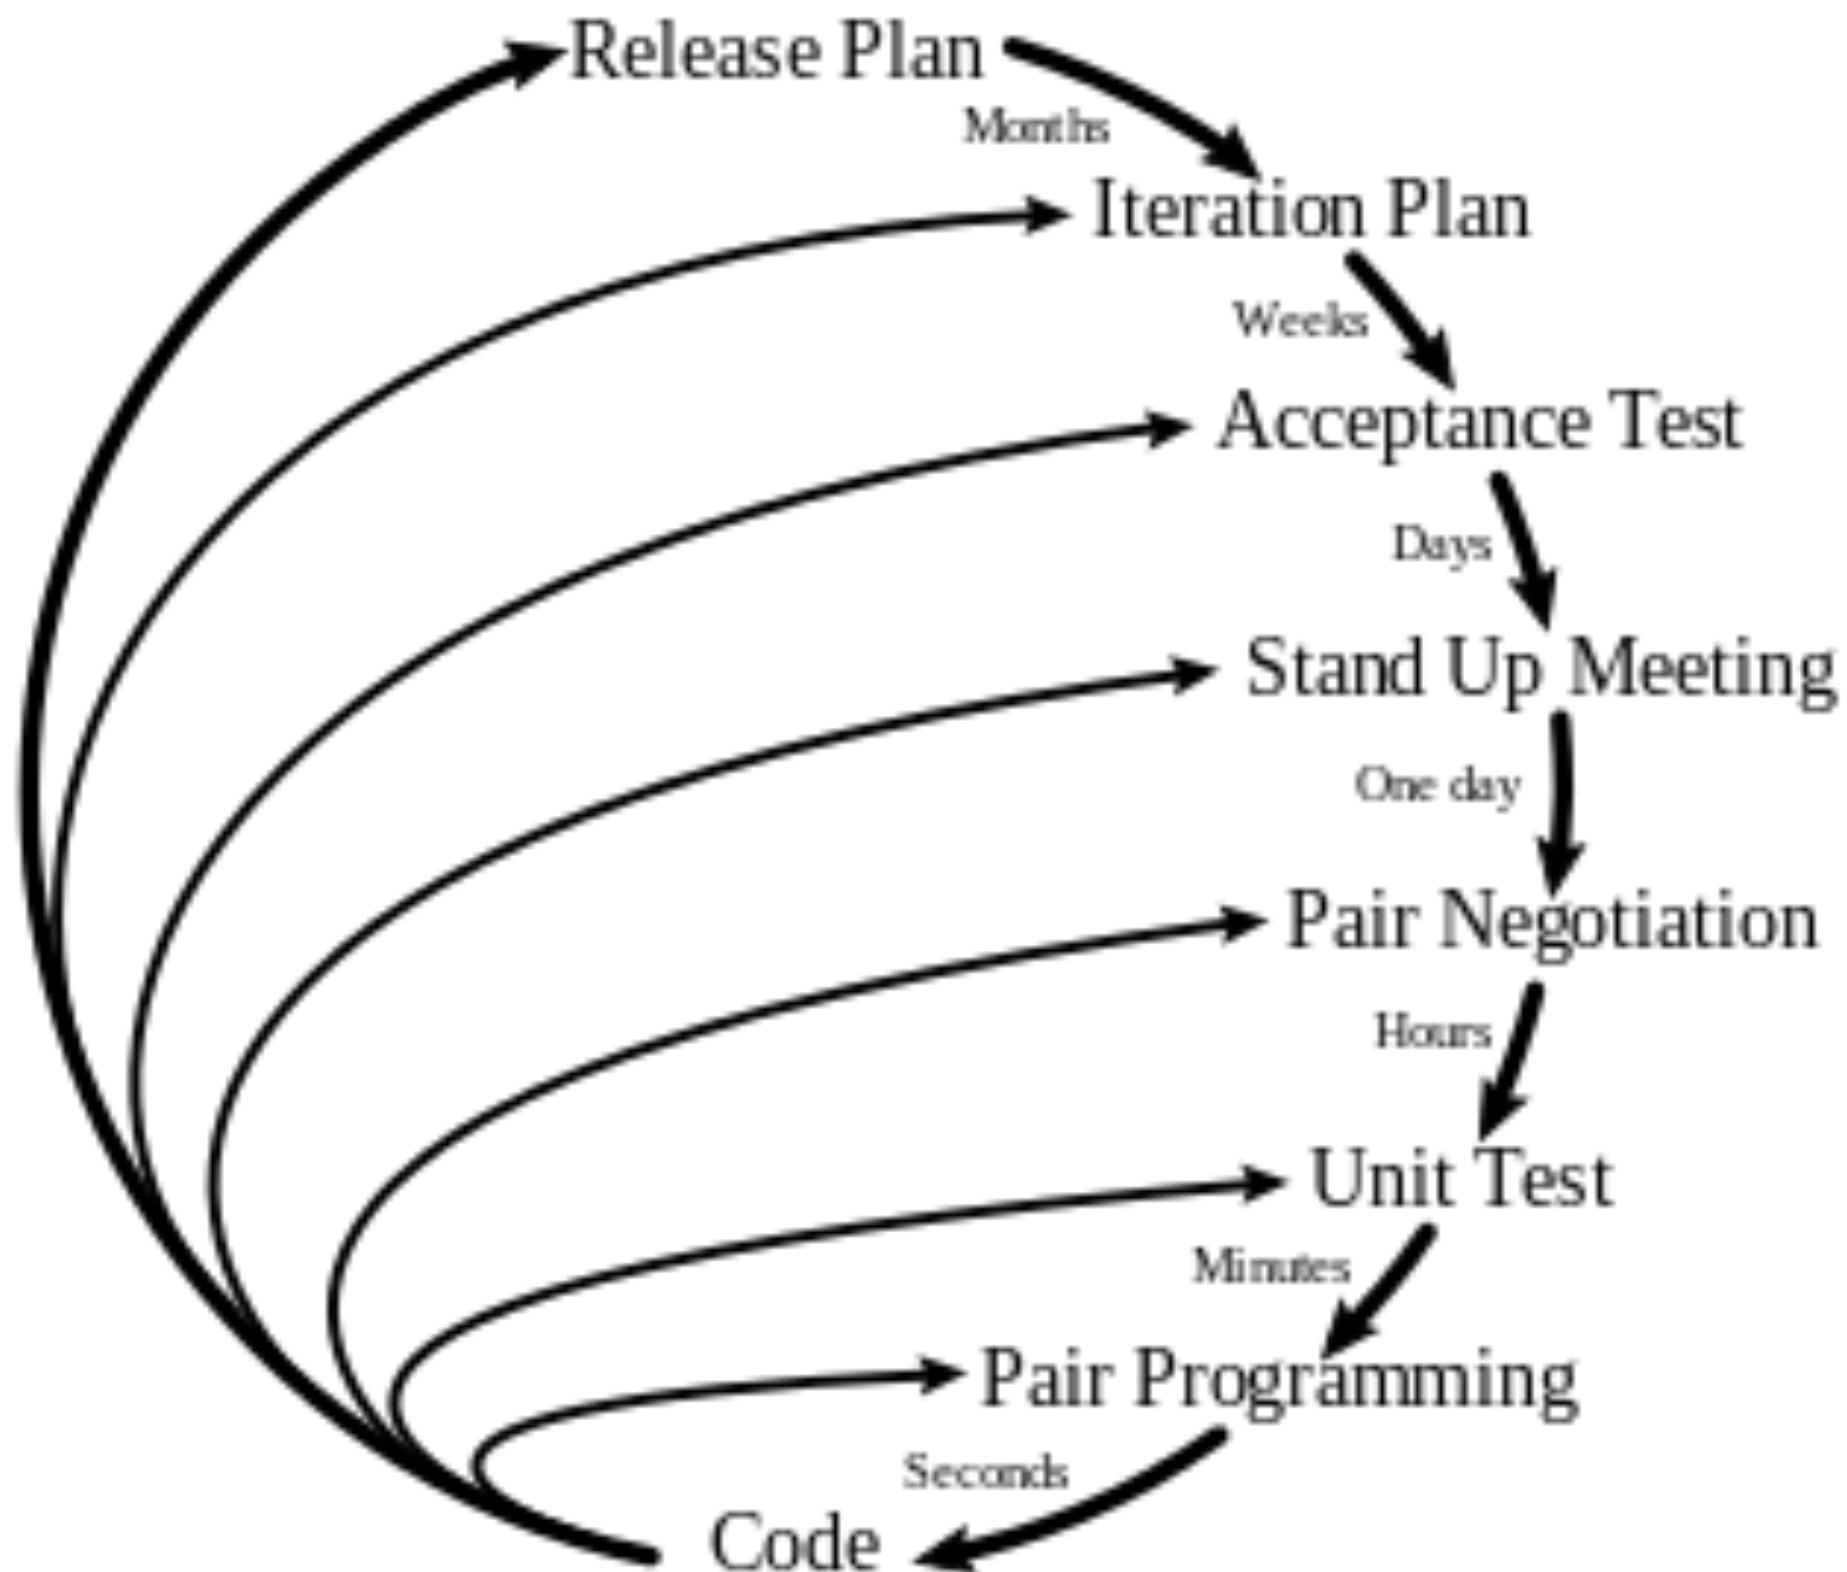 Release Plan
Months
Iteration Plan
Weeks
Acceptance Test
Days
Stand Up Meeting
One day
Pair Negotiation
Hours
Unit Test
Minutes
Pair Programming
Seconds
Code